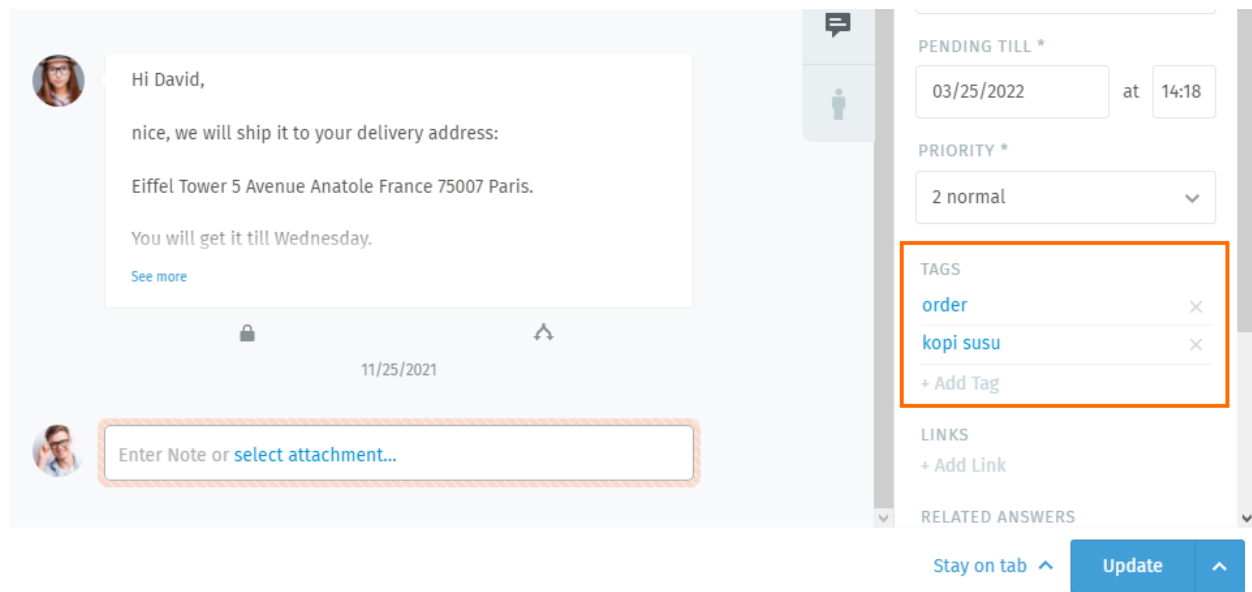 Hi David,
nice, we will ship it to your delivery address:
Eiffel Tower 5 Avenue Anatole France 75007 Paris.
You will get it till Wednesday.
See more
11/25/2021
Enter Note or select attachment...
PENDING TILL *
03/25/2022 at 14:18
PRIORITY *
2 normal
TAGS
order
kopi susu
+ Add Tag
LINKS
+ Add Link
RELATED ANSWERS
Stay on tab
Update